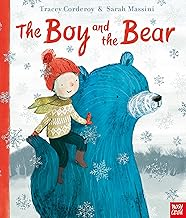 Tracey Corderoy & Sarah Massini
The Boy and the Bear
NOSY CROW